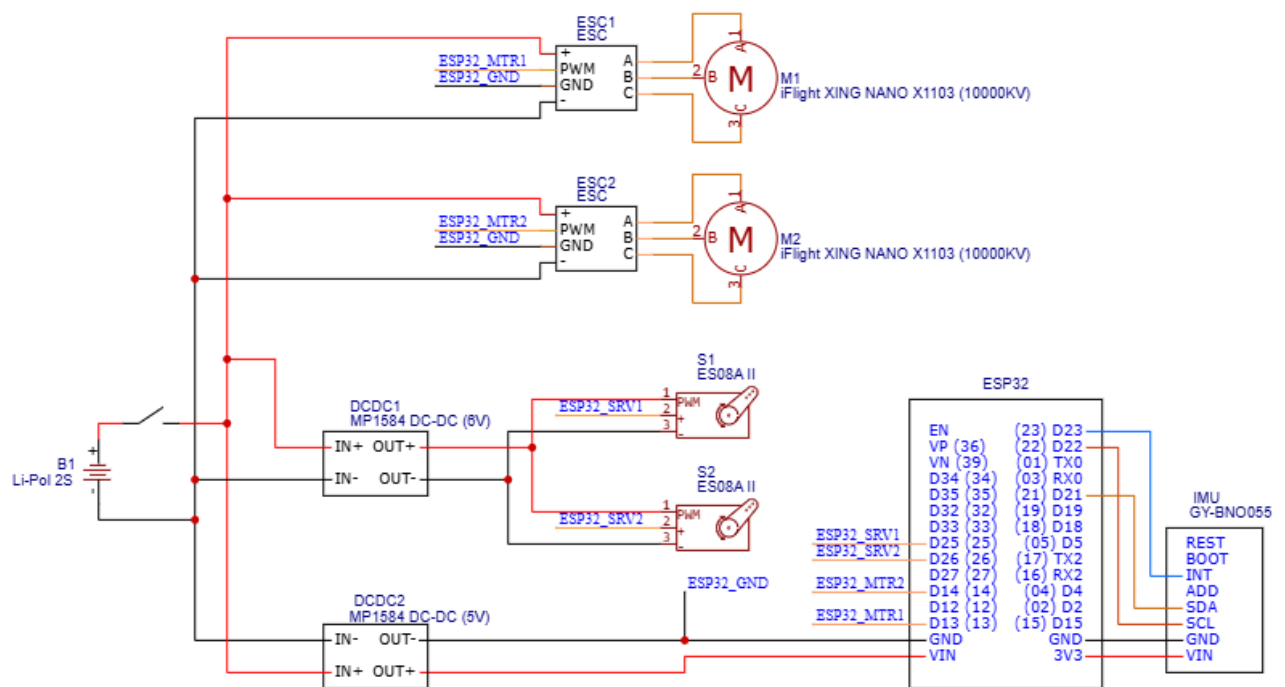 ESC1
ESC
+
PWM
GND
-
A
B
C
ESP32_MTR1
ESP32_GND
1
2
3
A
B
C
M
M1
iFlight XING NANO X1103 (10000KV)
ESC2
ESC
+
PWM
GND
-
A
B
C
ESP32_MTR2
ESP32_GND
1
2
3
A
B
C
M
M2
iFlight XING NANO X1103 (10000KV)
B1
Li-Pol 2S
+
-
DCDC1
MP1584 DC-DC (6V)
IN+ OUT+
IN- OUT-
S1
ES08A II
1 PWM
2 +
3 -
ESP32_SRV1
S2
ES08A II
1 PWM
2 +
3 -
ESP32_SRV2
DCDC2
MP1584 DC-DC (5V)
IN- OUT-
IN+ OUT+
ESP32_GND
ESP32_SRV1
ESP32_SRV2
ESP32_MTR2
ESP32_MTR1
ESP32
EN (23) D23
VP (36) (22) D22
VN (39) (01) TX0
D34 (34) (03) RX0
D35 (35) (21) D21
D32 (32) (19) D19
D33 (33) (18) D18
D25 (25) (05) D5
D26 (26) (17) TX2
D27 (27) (16) RX2
D14 (14) (04) D4
D12 (12) (02) D2
D13 (13) (15) D15
GND GND
VIN 3V3
IMU
GY-BNO055
REST
BOOT
INT
ADD
SDA
SCL
GND
VIN